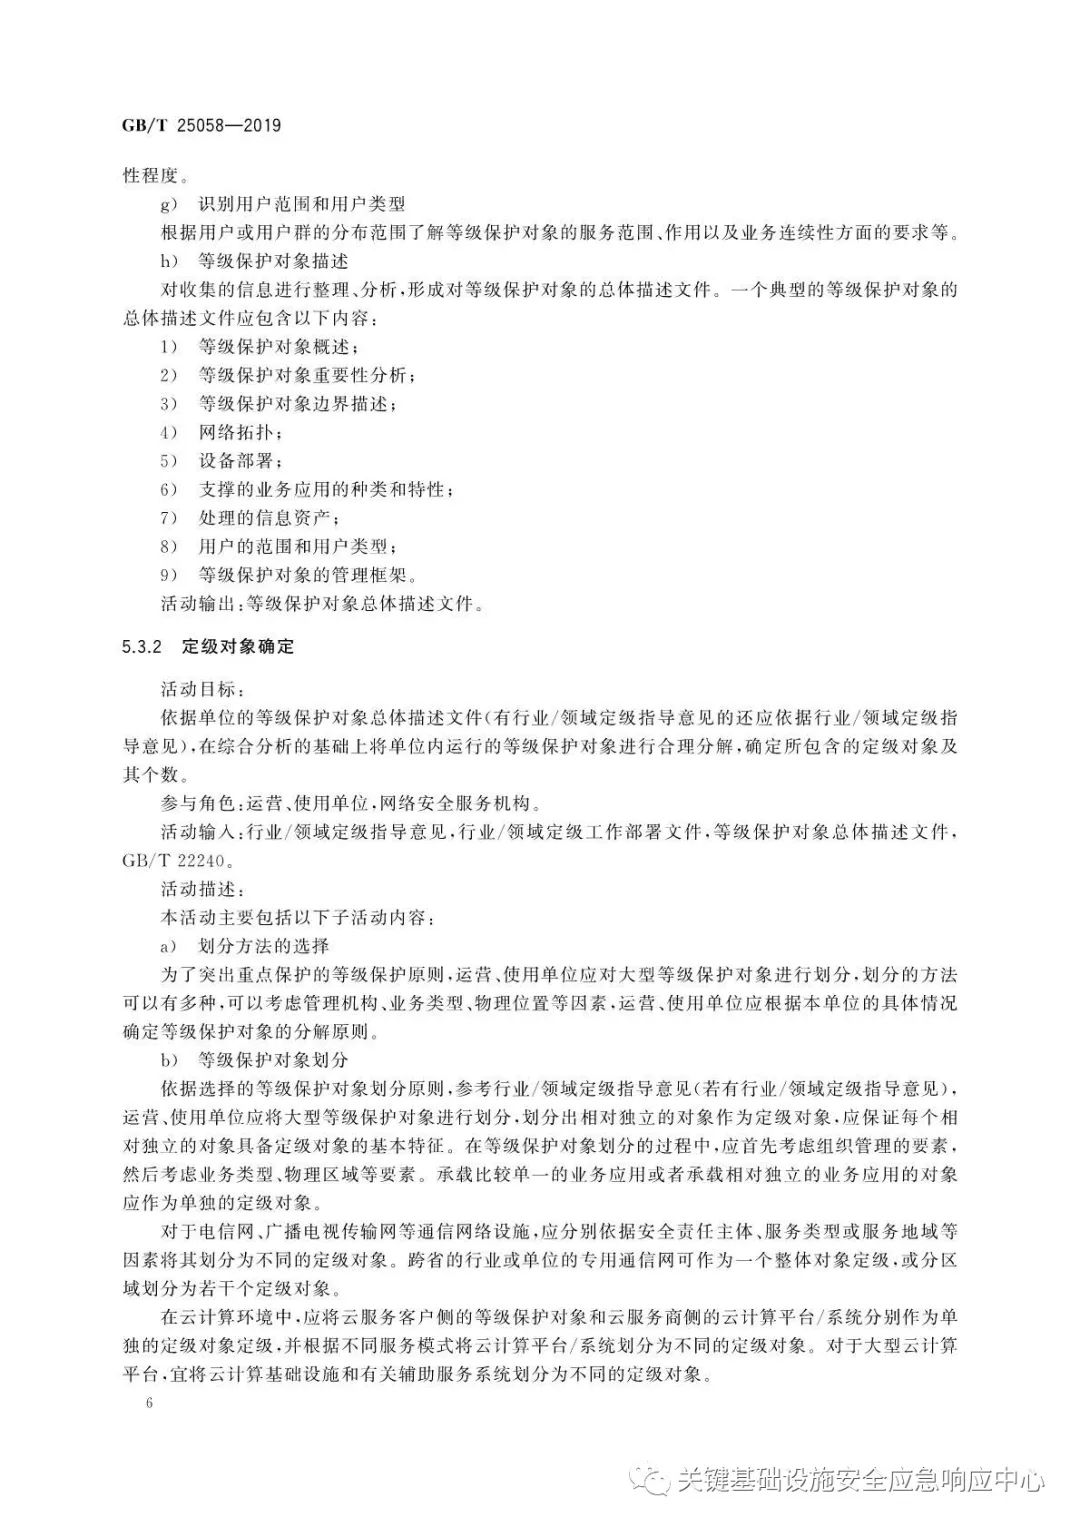 GB/T 25058—2019
性程度。
g) 识别用户范围和用户类型
根据用户或用户群的分布范围了解等级保护对象的服务范围、作用以及业务连续性方面的要求等。
h) 等级保护对象描述
对收集的信息进行整理、分析,形成对等级保护对象的总体描述文件。一个典型的等级保护对象的
总体描述文件应包含以下内容:
1) 等级保护对象概述;
2) 等级保护对象重要性分析;
3) 等级保护对象边界描述;
4) 网络拓扑;
5) 设备部署;
6) 支撑的业务应用的种类和特性;
7) 处理的信息资产;
8) 用户的范围和用户类型;
9) 等级保护对象的管理框架。
活动输出:等级保护对象总体描述文件。
5.3.2 定级对象确定
活动目标:
依据单位的等级保护对象总体描述文件(有行业/领域定级指导意见的还应依据行业/领域定级指
导意见),在综合分析的基础上将单位内运行的等级保护对象进行合理分解,确定所包含的定级对象及
其个数。
参与角色:运营、使用单位,网络安全服务机构。
活动输入:行业/领域定级指导意见,行业/领域定级工作部署文件,等级保护对象总体描述文件,
GB/T 22240。
活动描述:
本活动主要包括以下子活动内容:
a) 划分方法的选择
为了突出重点保护的等级保护原则,运营、使用单位应对大型等级保护对象进行划分,划分的方法
可以有多种,可以考虑管理机构、业务类型、物理位置等因素,运营、使用单位应根据本单位的具体情况
确定等级保护对象的分解原则。
b) 等级保护对象划分
依据选择的等级保护对象划分原则,参考行业/领域定级指导意见(若有行业/领域定级指导意见),
运营、使用单位应将大型等级保护对象进行划分,划分出相对独立的对象作为定级对象,应保证每个相
对独立的对象具备定级对象的基本特征。在等级保护对象划分的过程中,应首先考虑组织管理的要素,
然后考虑业务类型、物理区域等要素。承载比较单一的业务应用或者承载相对独立的业务应用的对象
应作为单独的定级对象。
对于电信网、广播电视传输网等通信网络设施,应分别依据安全责任主体、服务类型或服务地域等
因素将其划分为不同的定级对象。跨省的行业或单位的专用通信网可作为一个整体对象定级,或分区
域划分为若干个定级对象。
在云计算环境中,应将云服务客户侧的等级保护对象和云服务商侧的云计算平台/系统分别作为单
独的定级对象定级,并根据不同服务模式将云计算平台/系统划分为不同的定级对象。对于大型云计算
平台,宜将云计算基础设施和有关辅助服务系统划分为不同的定级对象。
6
关键基础设施安全应急响应中心